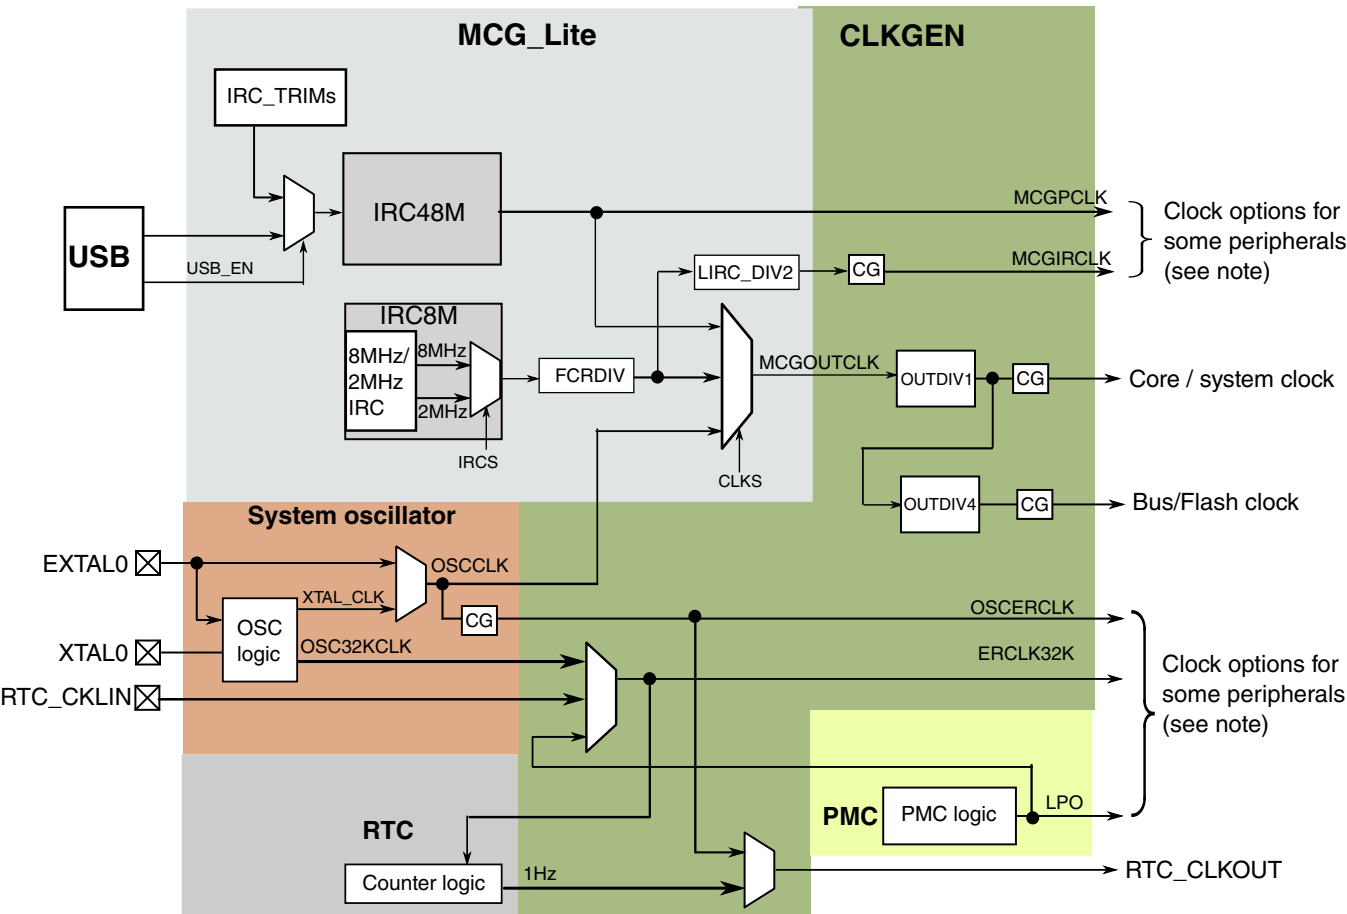 MCG_Lite
CLKGEN
IRC_TRIMs
IRC48M
MCGPCLK
Clock options for
some peripherals
(see note)
USB
USB_EN
MCGIRCLK
LIRC_DIV2
CG
IRC8M
8MHz/
2MHz
IRC
8MHz
2MHz
IRCS
FCRDIV
MCGOUTCLK
CLKS
OUTDIV1
CG
Core / system clock
OUTDIV4
CG
Bus/Flash clock
System oscillator
EXTAL0
OSCCLK
XTAL_CLK
OSC
logic
CG
OSCERCLK
XTAL0
OSC32KCLK
ERCLK32K
RTC_CKLIN
Clock options for
some peripherals
(see note)
PMC
PMC logic
LPO
RTC
Counter logic
1Hz
RTC_CLKOUT